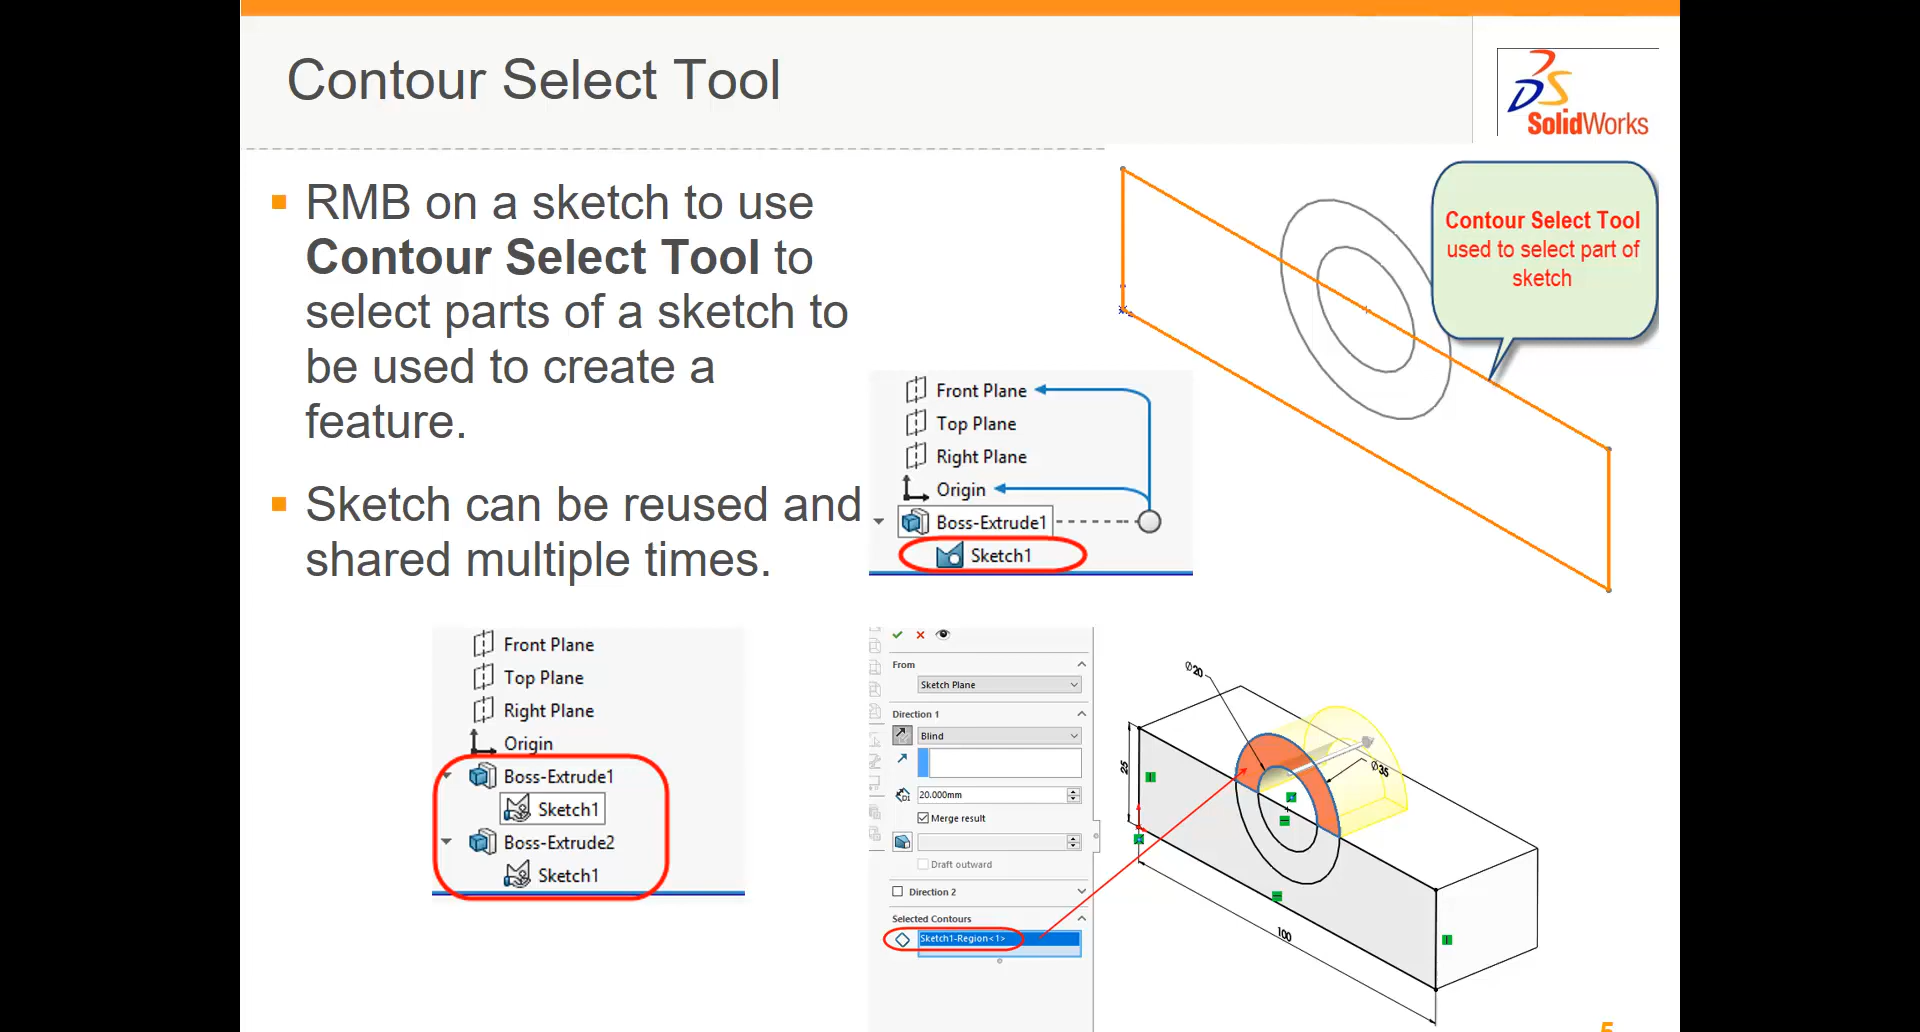 Contour Select Tool
SolidWorks
RMB on a sketch to use
Contour Select Tool to
select parts of a sketch to
be used to create a
feature.
Sketch can be reused and
shared multiple times.
Contour Select Tool
used to select part of
sketch
Front Plane
Top Plane
Right Plane
Origin
Boss-Extrude1
Sketch1
Front Plane
Top Plane
Right Plane
Origin
Boss-Extrude1
Sketch1
Boss-Extrude2
Sketch1
From
Sketch Plane
Direction 1
Blind
20.000mm
Merge result
Draft outward
Direction 2
Selected Contours
Sketch1-Region<1>
Ø20
Ø35
25
100
5